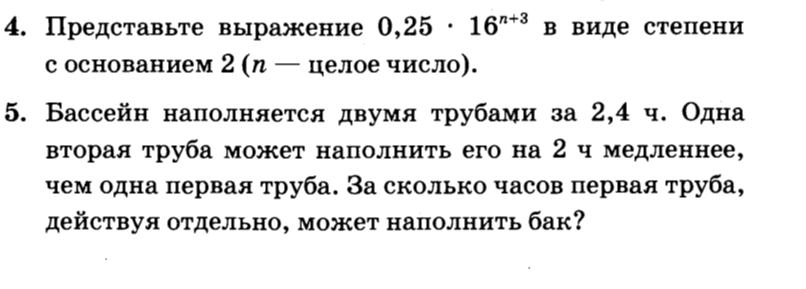 4. Представьте выражение 0,25 · 16ⁿ⁺³ в виде степени
с основанием 2 (n — целое число).
5. Бассейн наполняется двумя трубами за 2,4 ч. Одна
вторая труба может наполнить его на 2 ч медленнее,
чем одна первая труба. За сколько часов первая труба,
действуя отдельно, может наполнить бак?